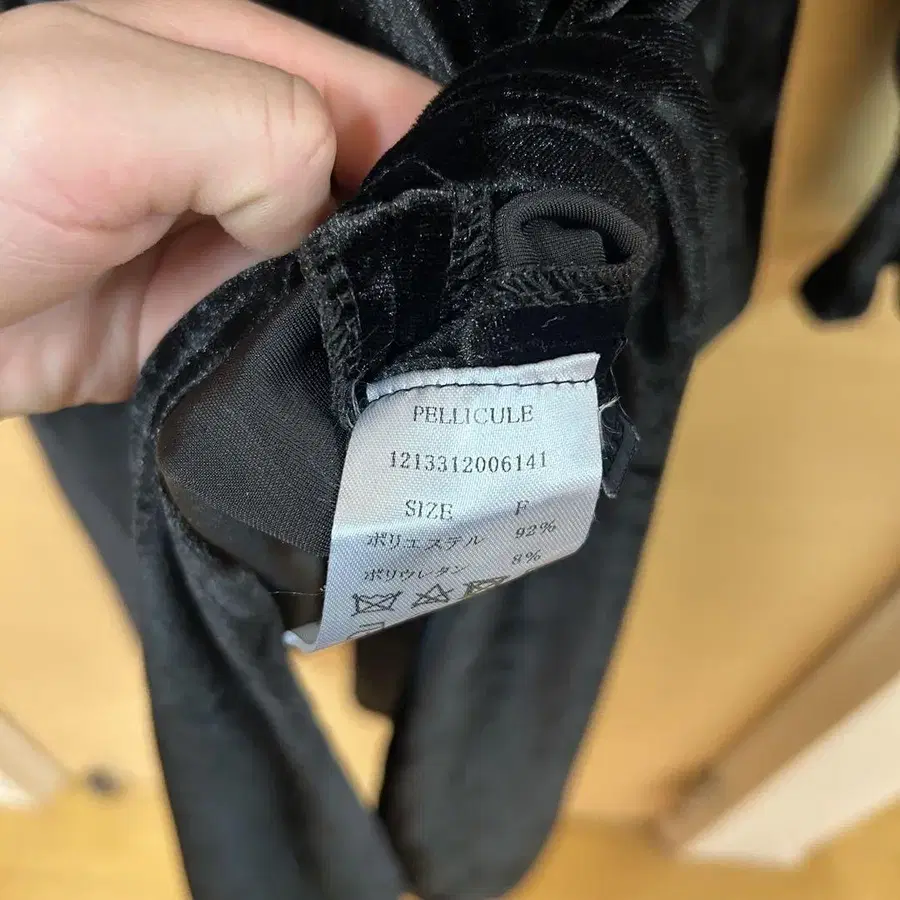 PELLICULE
1213312006141
SIZE F
ポリエステル 92%
ポリウレタン 8%